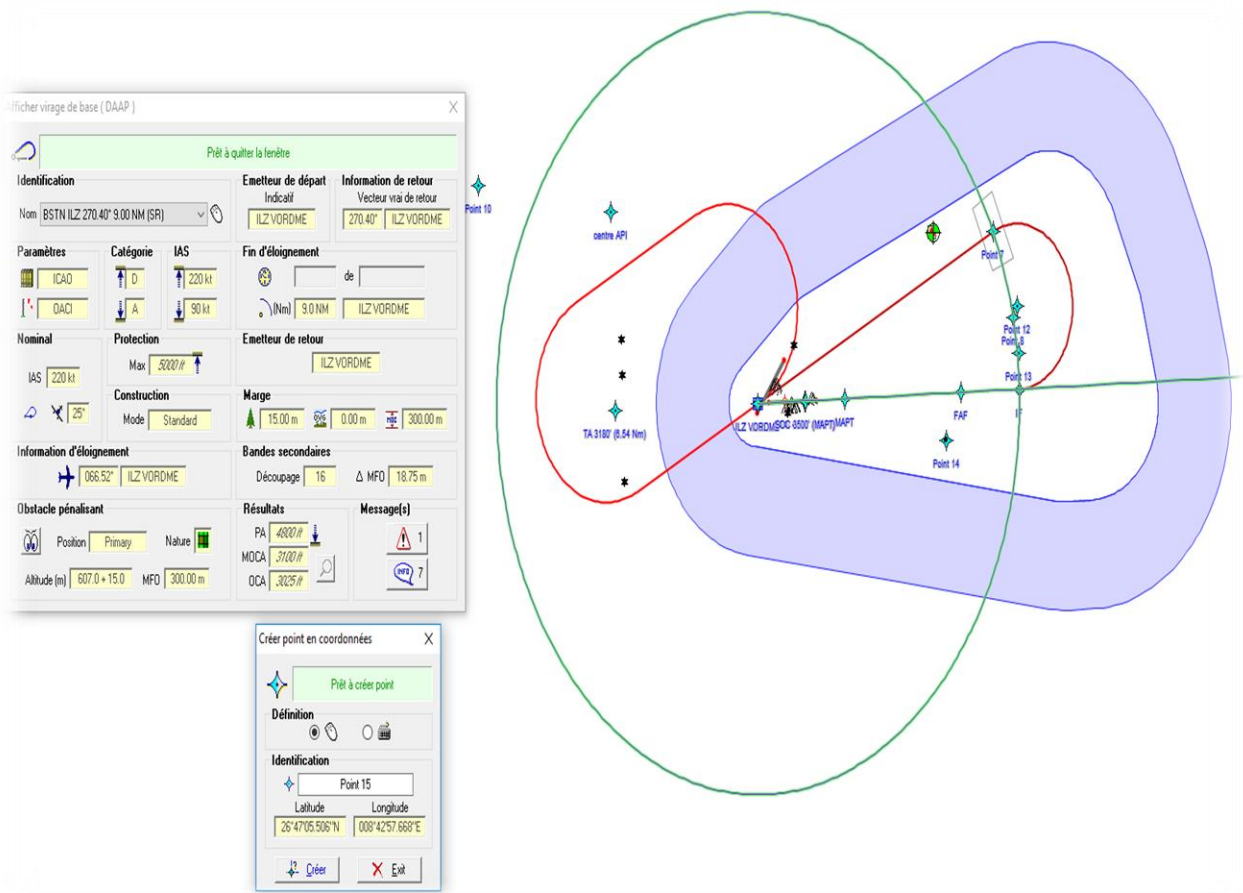 Afficher virage de base ( DAAP )
Prêt à quitter la fenêtre
Identification
Nom BSTN ILZ 270.40° 9.00 NM (SR)
Emetteur de départ
Indicatif
ILZ VORDME
Information de retour
Vecteur vrai de retour
270.40° ILZ VORDME
Paramètres
ICAO
OACI
Catégorie
D
A
IAS
220 kt
90 kt
Fin d'éloignement
de
(Nm) 9.0 NM ILZ VORDME
Nominal
IAS 220 kt
25°
Protection
Max 5000 ft
Construction
Mode Standard
Emetteur de retour
ILZ VORDME
Marge
15.00 m 0.00 m 300.00 m
Information d'éloignement
066.52° ILZ VORDME
Bandes secondaires
Découpage 16 Δ MFO 18.75 m
Obstacle pénalisant
Position Primary Nature
Altitude (m) 607.0 + 15.0 MFO 300.00 m
Résultats
PA 4800 ft
MOCA 3100 ft
OCA 3025 ft
Message(s)
1
INFO 7
Créer point en coordonnées
Prêt à créer point
Définition
Identification
Point 15
Latitude Longitude
26°47'05.506"N 008°42'57.668"E
Créer Exit
Point 10
centre API
Point 7
Point 12
Point 8
Point 13
TA 3180' (6.54 Nm)
ILZ VORDME
SOC
(MAPT)
MAPT
FAF
IF
Point 14